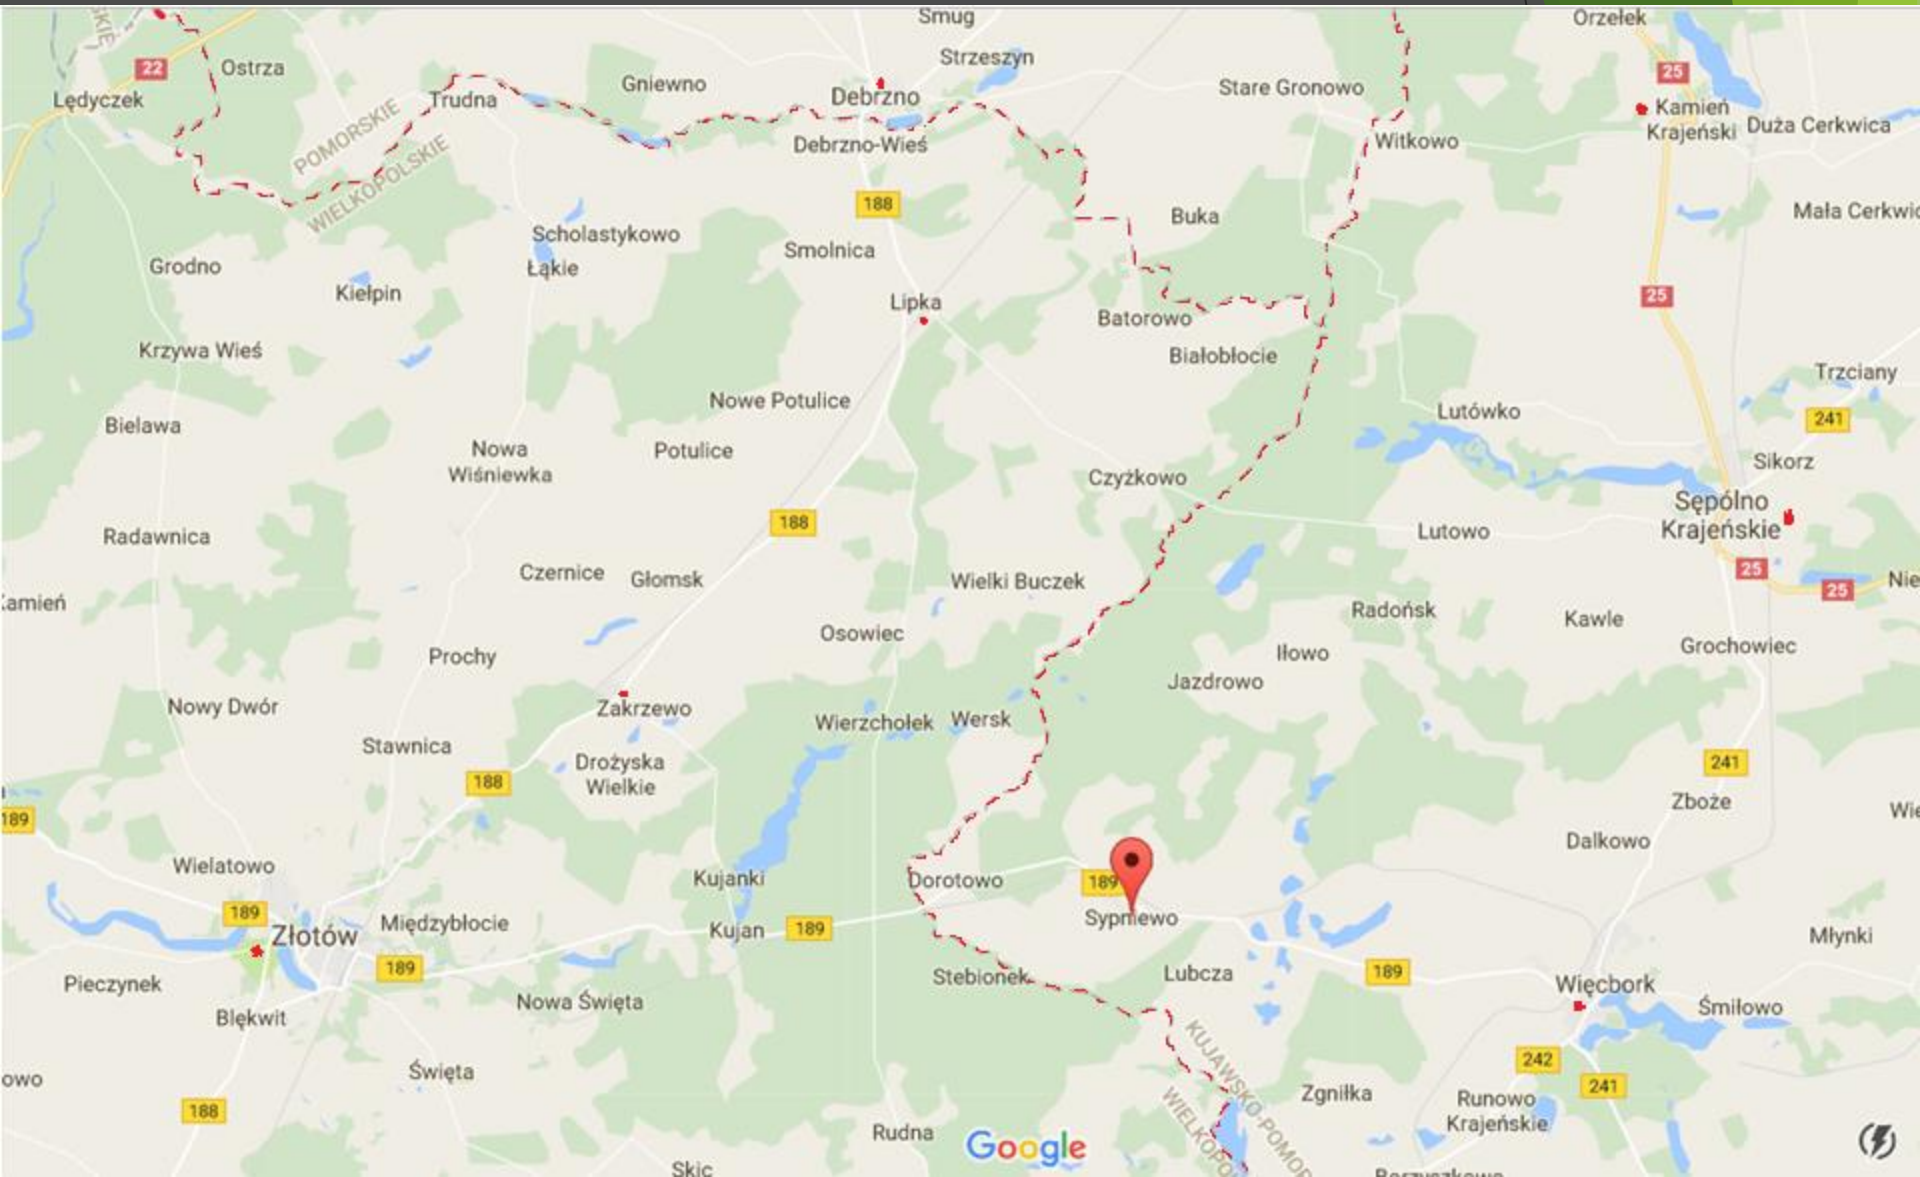 Smug
Orzełek
Strzeszyn
22
Ostrza
25
Gniewno
Stare Gronowo
Lędyczek
Trudna
Debrzno
Kamień
Krajeński
Duża Cerkwica
POMORSKIE
WIELKOPOLSKIE
Debrzno-Wieś
Witkowo
188
Buka
Scholastykowo
Smolnica
Grodno
Łąkie
Kiełpin
25
Lipka
Batorowo
Krzywa Wieś
Białobłocie
Trzciany
Nowe Potulice
Lutówko
241
Bielawa
Nowa
Wiśniewka
Potulice
Sikorz
Czyżkowo
Sępólno
Krajeńskie
188
Radawnica
Lutowo
Czernice
Głomsk
Wielki Buczek
25
25
Radońsk
Kawle
Osowiec
Grochowiec
Prochy
Iłowo
Jazdrowo
Nowy Dwór
Zakrzewo
Wierzchołek
Wersk
Stawnica
Drożyska
Wielkie
188
241
Zboże
189
Dalkowo
Wielatowo
Kujanki
Dorotowo
189
Sypniewo
189
Złotów
Międzybłocie
Kujan
189
Młynki
189
Stebionek
Lubcza
189
Więcbork
Pieczynek
Nowa Święta
Śmiłowo
Blękwit
242
Święta
241
Zgniłka
Runowo
Krajeńskie
188
Rudna
Google
Skic